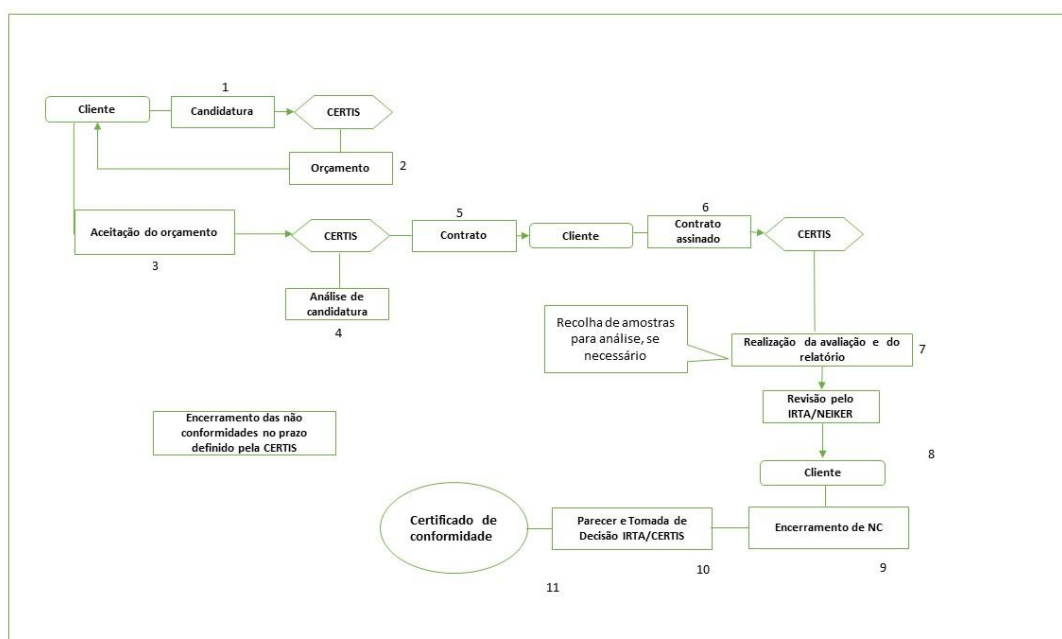 1
Cliente
Candidatura
CERTIS
Orçamento
2
Aceitação do orçamento
3
CERTIS
Análise de
candidatura
4
5
Contrato
Cliente
6
Contrato
assinado
CERTIS
Recolha de amostras
para análise, se
necessário
Realização da avaliação e do
relatório
7
Revisão pelo
IRTA/NEIKER
8
Cliente
Encerramento das não
conformidades no prazo
definido pela CERTIS
Encerramento de NC
9
Parecer e Tomada de
Decisão IRTA/CERTIS
10
Certificado de
conformidade
11